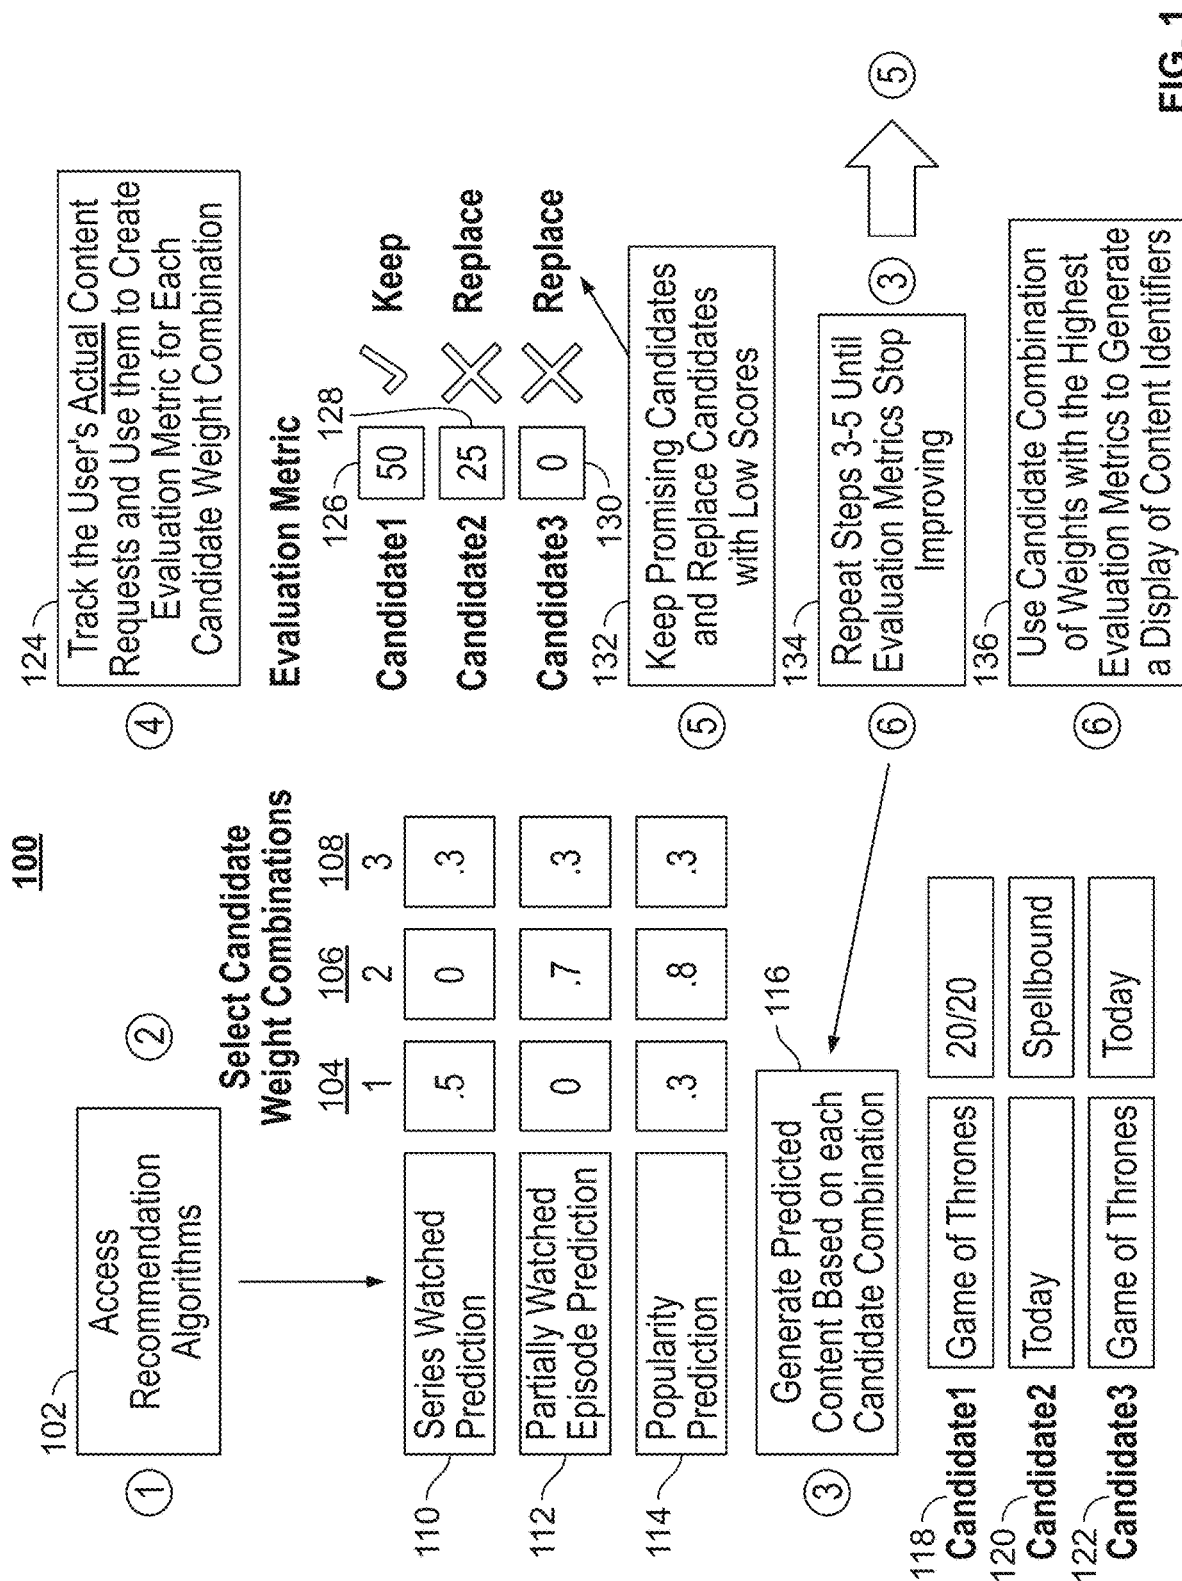 100
102
1
Access
Recommendation
Algorithms
2
Select Candidate
Weight Combinations
104 106 108
1 2 3
110
Series Watched
Prediction
.5 0 .3
112
Partially Watched
Episode Prediction
0 .7 .3
114
Popularity
Prediction
.3 .8 .3
3
Generate Predicted
Content Based on each
Candidate Combination
116
118
Candidate1 Game of Thrones 20/20
120
Candidate2 Today Spellbound
122
Candidate3 Game of Thrones Today
124
4
Track the User's Actual Content
Requests and Use them to Create
Evaluation Metric for Each
Candidate Weight Combination
Evaluation Metric
126
Candidate1 50 Keep
128
Candidate2 25 Replace
Candidate3 0 Replace
130
132
5
Keep Promising Candidates
and Replace Candidates
with Low Scores
134
6
Repeat Steps 3-5 Until
Evaluation Metrics Stop
Improving
3 5
136
6
Use Candidate Combination
of Weights with the Highest
Evaluation Metrics to Generate
a Display of Content Identifiers
FIG. 1